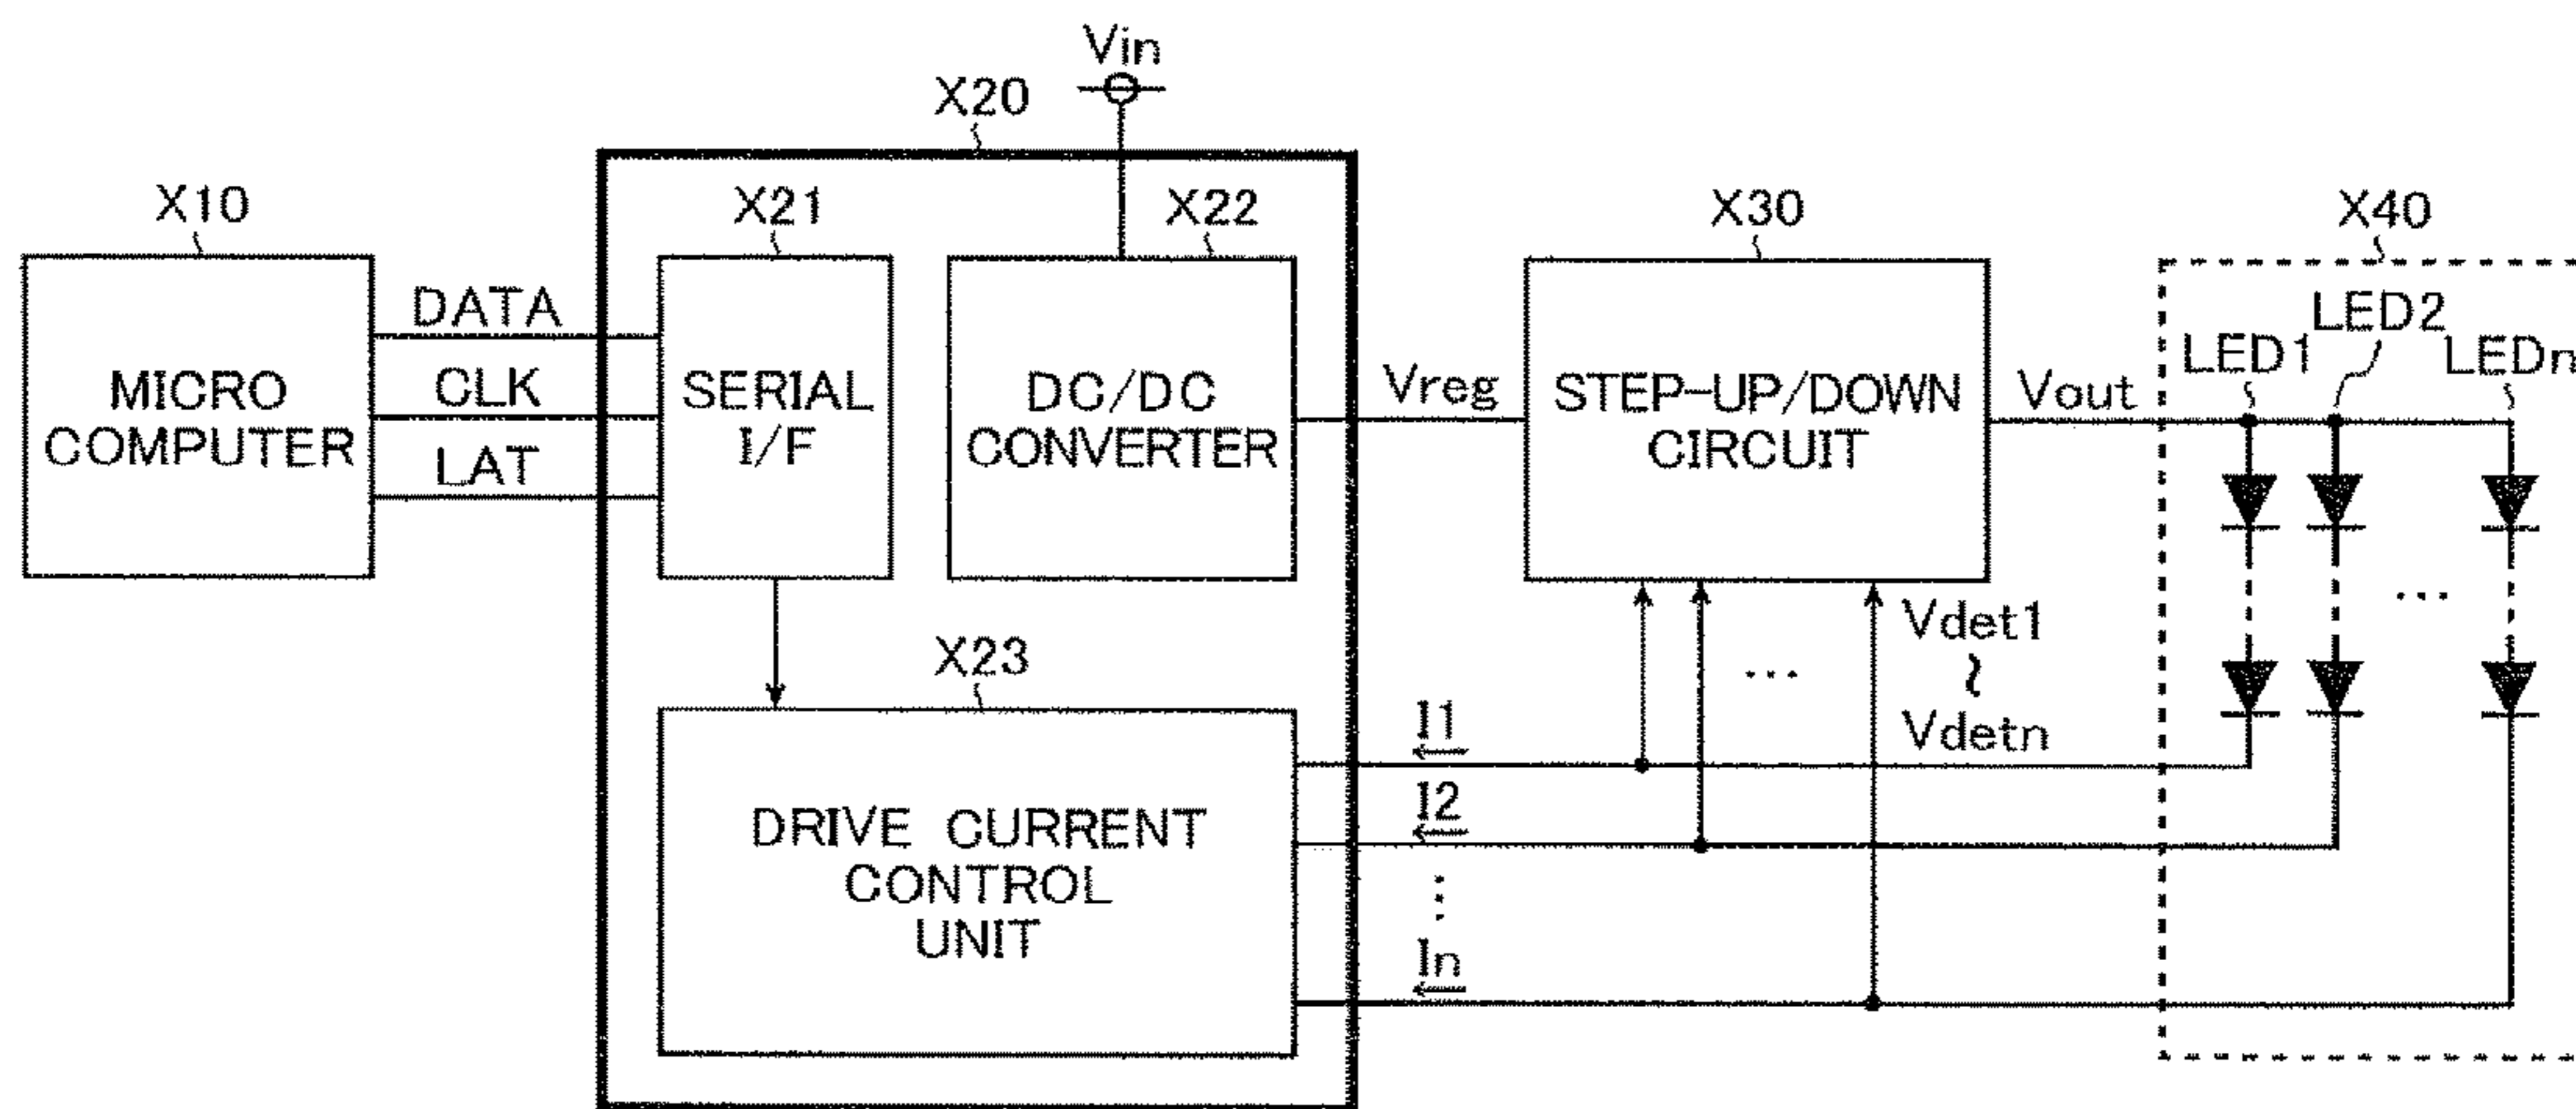 Vin
X20
X10
X21
X22
X30
X40
DATA
CLK
LAT
MICRO
COMPUTER
SERIAL
I/F
DC/DC
CONVERTER
Vreg
STEP-UP/DOWN
CIRCUIT
Vout
LED1
LED2
LEDn
...
X23
Vdet1
~
Vdetn
...
I1
I2
...
In
DRIVE CURRENT
CONTROL
UNIT